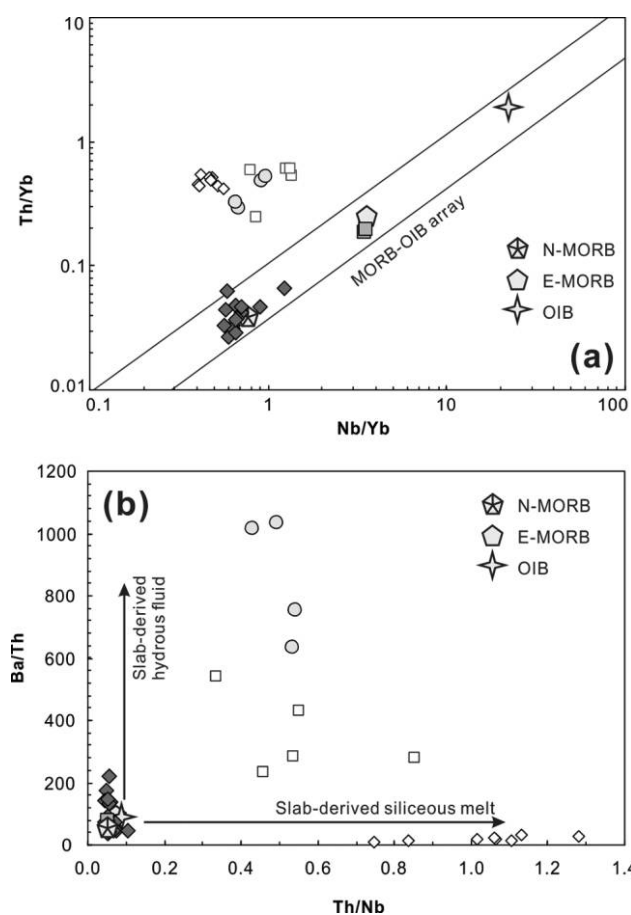 10
1
0.1
0.01
Th/Yb
0.1 1 10 100
Nb/Yb
MORB-OIB array
N-MORB
E-MORB
OIB
(a)
(b)
1200
1000
800
600
400
200
0
Ba/Th
Slab-derived
hydrous fluid
N-MORB
E-MORB
OIB
Slab-derived siliceous melt
0.0 0.2 0.4 0.6 0.8 1.0 1.2 1.4
Th/Nb